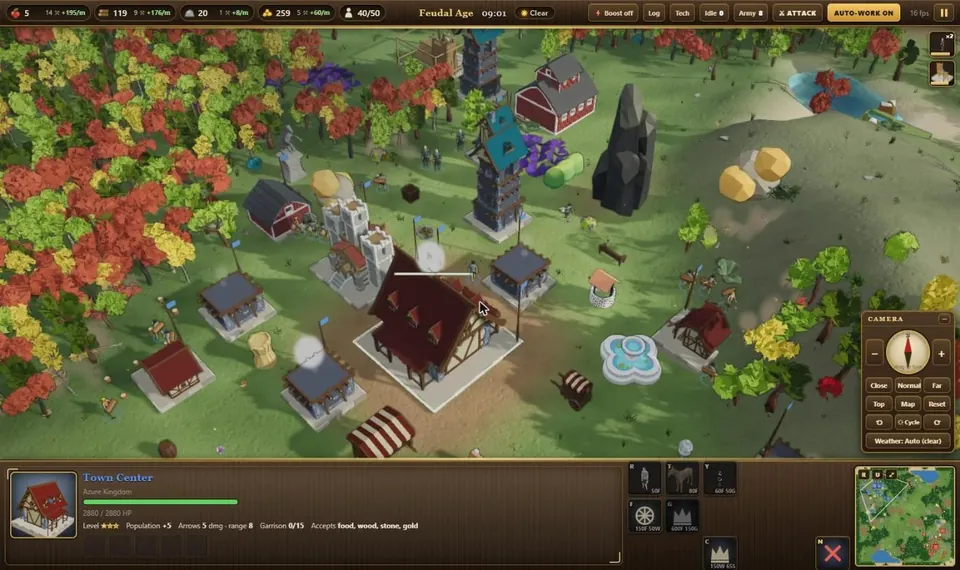 5 14 +195/m 119 9 +176/m 20 1 +8/m 259 5 +60/m 40/50 Feudal Age 09:01 Clear Boost off Log Tech Idle 0 Army 8 ATTACK AUTO-WORK ON 16 fps
x2
CAMERA
Close Normal Far
Top Map Reset
Cycle
Weather: Auto (clear)
Town Center
Azure Kingdom
2880 / 2880 HP
Level Population +5 Arrows 5 dmg · range 8 Garrison 0/15 Accepts food, wood, stone, gold
50F 80F 60F 50G
150F 50W 600F 150G
C
150W 65S
N